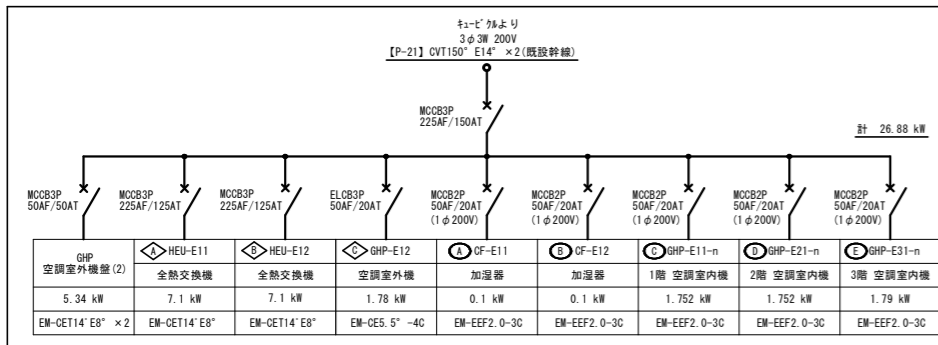 キュービクルより
3φ3W 200V
【P-21】CVT150° E14° ×2(既設幹線)
MCCB3P
225AF/150AT
計 26.88 kW
MCCB3P
50AF/50AT
MCCB3P
225AF/125AT
MCCB3P
225AF/125AT
ELCB3P
50AF/20AT
MCCB2P
50AF/20AT
(1φ200V)
MCCB2P
50AF/20AT
(1φ200V)
MCCB2P
50AF/20AT
(1φ200V)
MCCB2P
50AF/20AT
(1φ200V)
MCCB2P
50AF/20AT
(1φ200V)
GHP
空調室外機盤(2)
A HEU-E11
B HEU-E12
C GHP-E12
A CF-E11
B CF-E12
C GHP-E11-n
D GHP-E21-n
E GHP-E31-n
全熱交換機
全熱交換機
空調室外機
加湿器
加湿器
1階 空調室内機
2階 空調室内機
3階 空調室内機
5.34 kW
7.1 kW
7.1 kW
1.78 kW
0.1 kW
0.1 kW
1.752 kW
1.752 kW
1.79 kW
EM-CET14゜E8° ×2
EM-CET14゜E8°
EM-CET14゜E8°
EM-CE5.5° -4C
EM-EEF2.0-3C
EM-EEF2.0-3C
EM-EEF2.0-3C
EM-EEF2.0-3C
EM-EEF2.0-3C